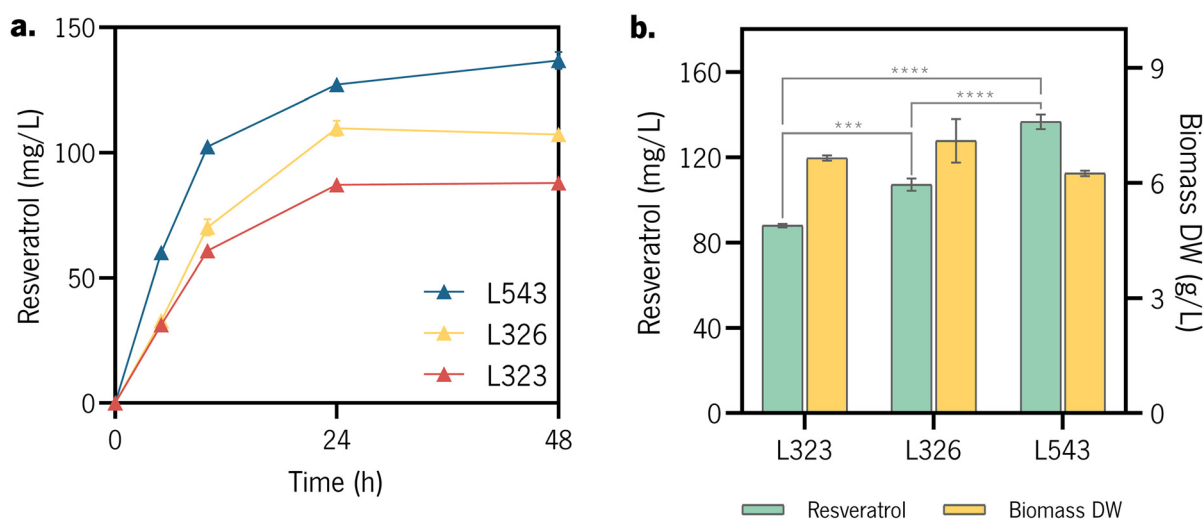 a.
Resveratrol (mg/L)
150
100
50
0
0 24 48
Time (h)
L543
L326
L323
b.
Resveratrol (mg/L)
160
120
80
40
0
****
****
***
9
6
3
0
Biomass DW (g/L)
L323 L326 L543
Resveratrol Biomass DW